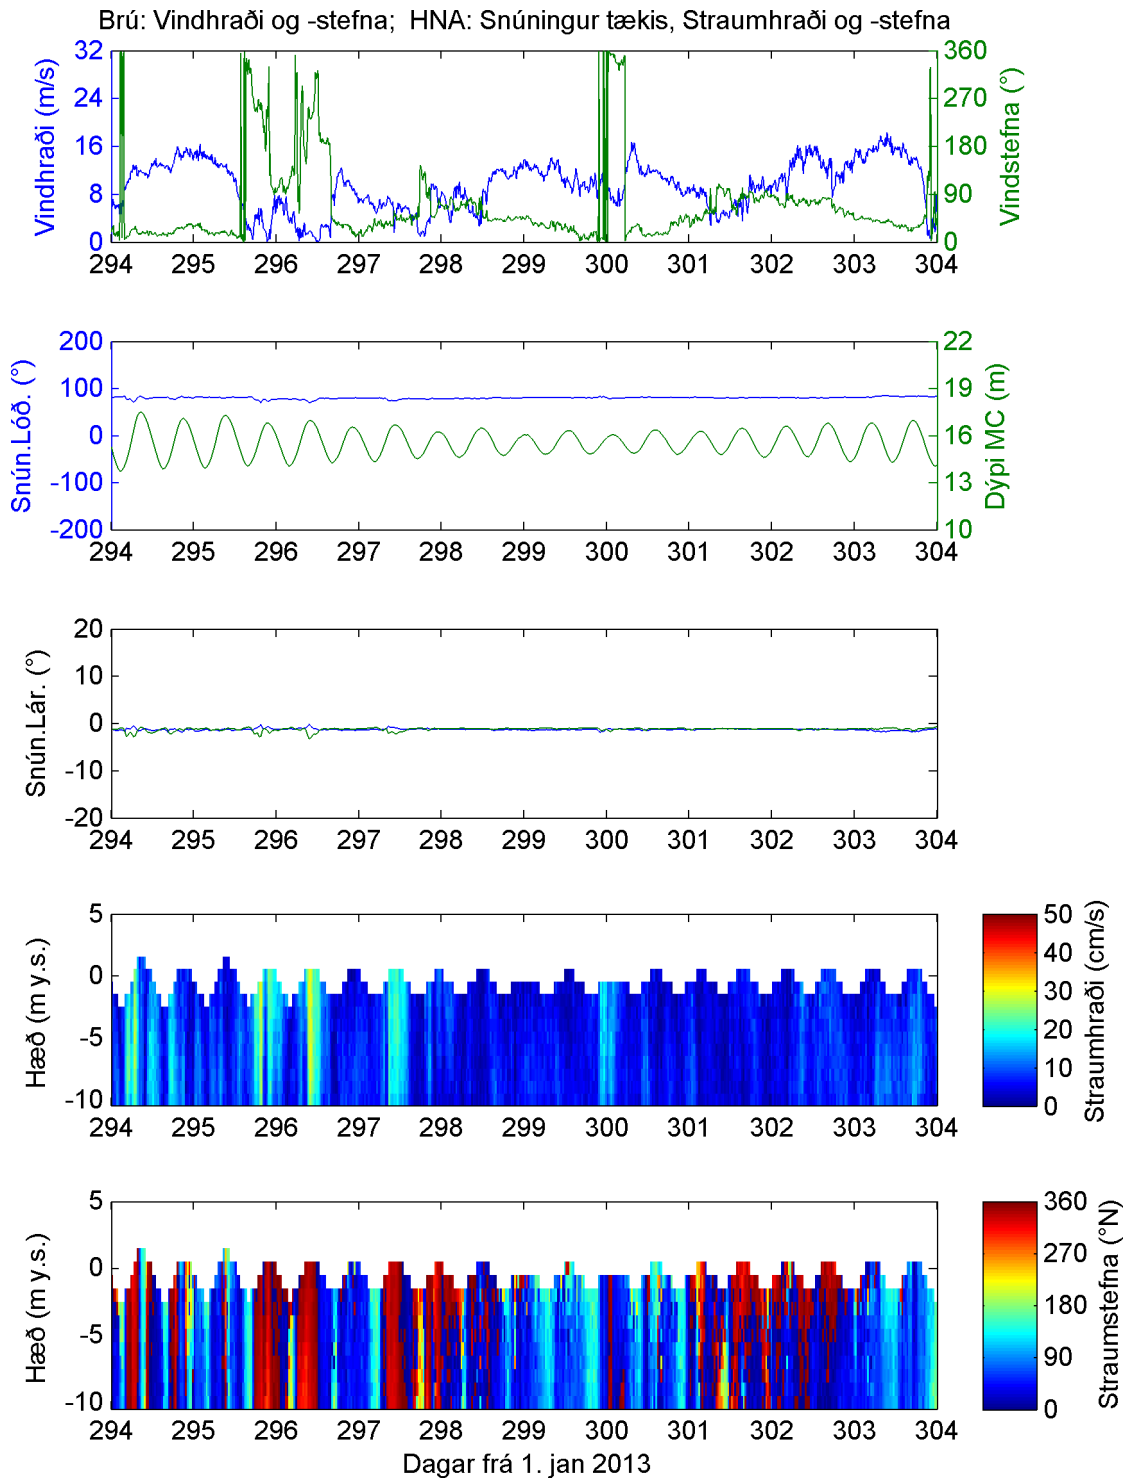 Brú: Vindhraði og -stefna;  HNA: Snúningur tækis, Straumhraði og -stefna
Vindhraði (m/s)
32
24
16
8
0
360
270
180
90
0
Vindstefna (°)
294 295 296 297 298 299 300 301 302 303 304
Snún.Lóð. (°)
200
100
0
-100
-200
22
19
16
13
10
Dýpi MC (m)
294 295 296 297 298 299 300 301 302 303 304
Snún.Lár. (°)
20
10
0
-10
-20
294 295 296 297 298 299 300 301 302 303 304
Hæð (m y.s.)
5
0
-5
-10
294 295 296 297 298 299 300 301 302 303 304
50
40
30
20
10
0
Straumhraði (cm/s)
Hæð (m y.s.)
5
0
-5
-10
294 295 296 297 298 299 300 301 302 303 304
360
270
180
90
0
Straumstefna (°N)
Dagar frá 1. jan 2013